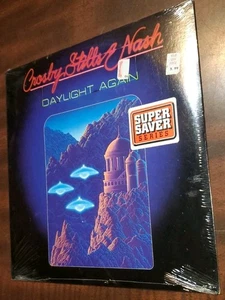 Crosby, Stills & Nash
DAYLIGHT AGAIN
SUPER
SAVER
SERIES